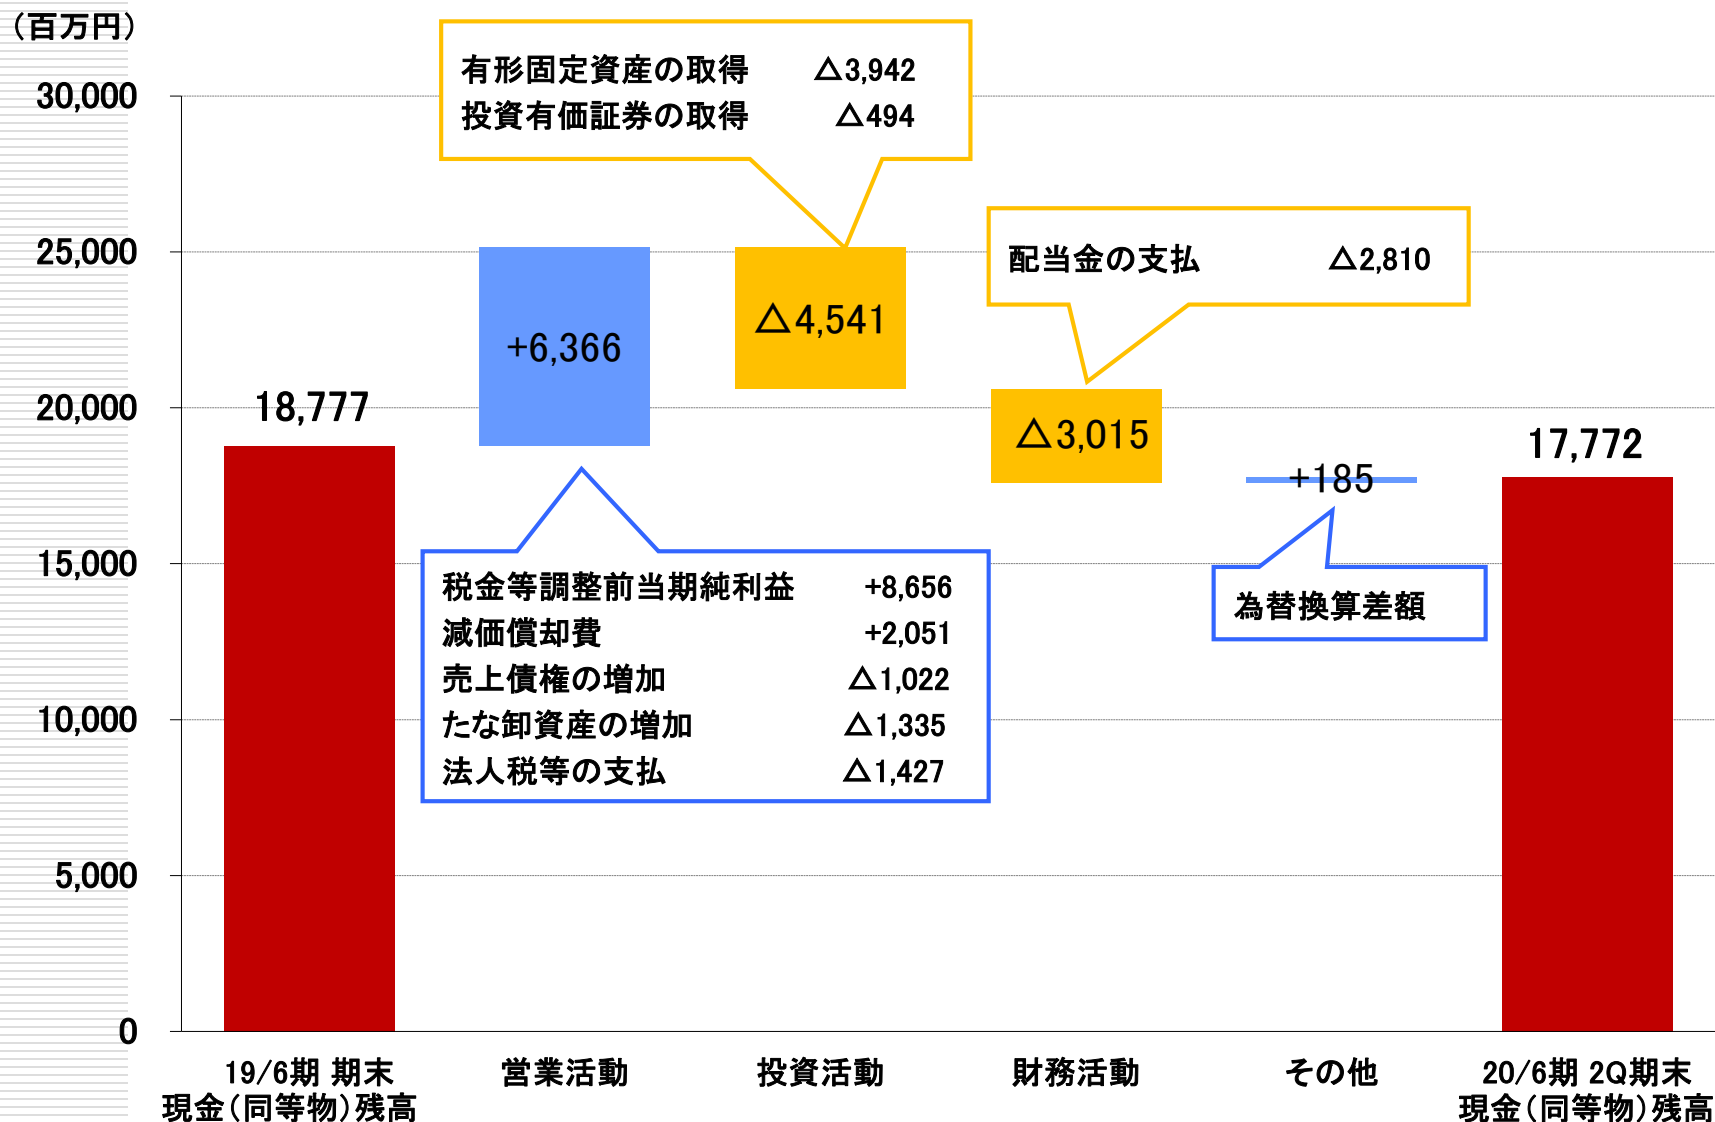 （百万円）
30,000
25,000
20,000
15,000
10,000
5,000
0
有形固定資産の取得 △3,942
投資有価証券の取得 △494
配当金の支払 △2,810
18,777
+6,366
△4,541
△3,015
+185
17,772
税金等調整前当期純利益 +8,656
減価償却費 +2,051
売上債権の増加 △1,022
たな卸資産の増加 △1,335
法人税等の支払 △1,427
為替換算差額
19/6期 期末
現金（同等物）残高
営業活動
投資活動
財務活動
その他
20/6期 2Q期末
現金（同等物）残高